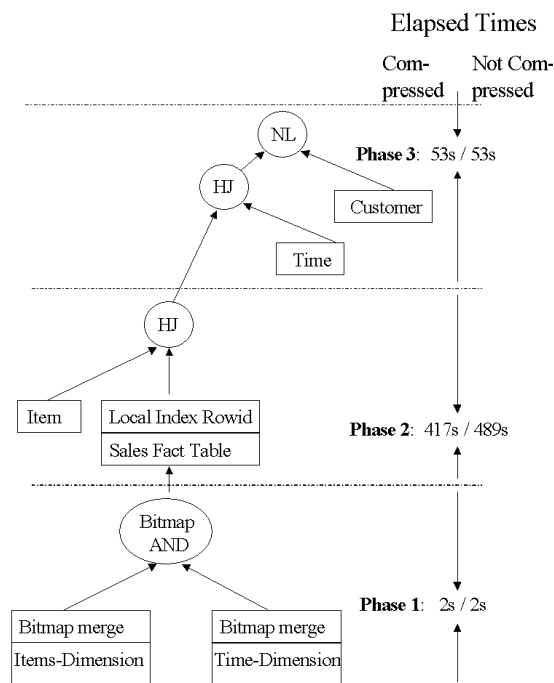 Elapsed Times
Com-
pressed
Not Com-
pressed
NL
Phase 3: 53s / 53s
HJ
Customer
Time
HJ
Item
Local Index Rowid
Sales Fact Table
Phase 2: 417s / 489s
Bitmap
AND
Phase 1: 2s / 2s
Bitmap merge
Items-Dimension
Bitmap merge
Time-Dimension